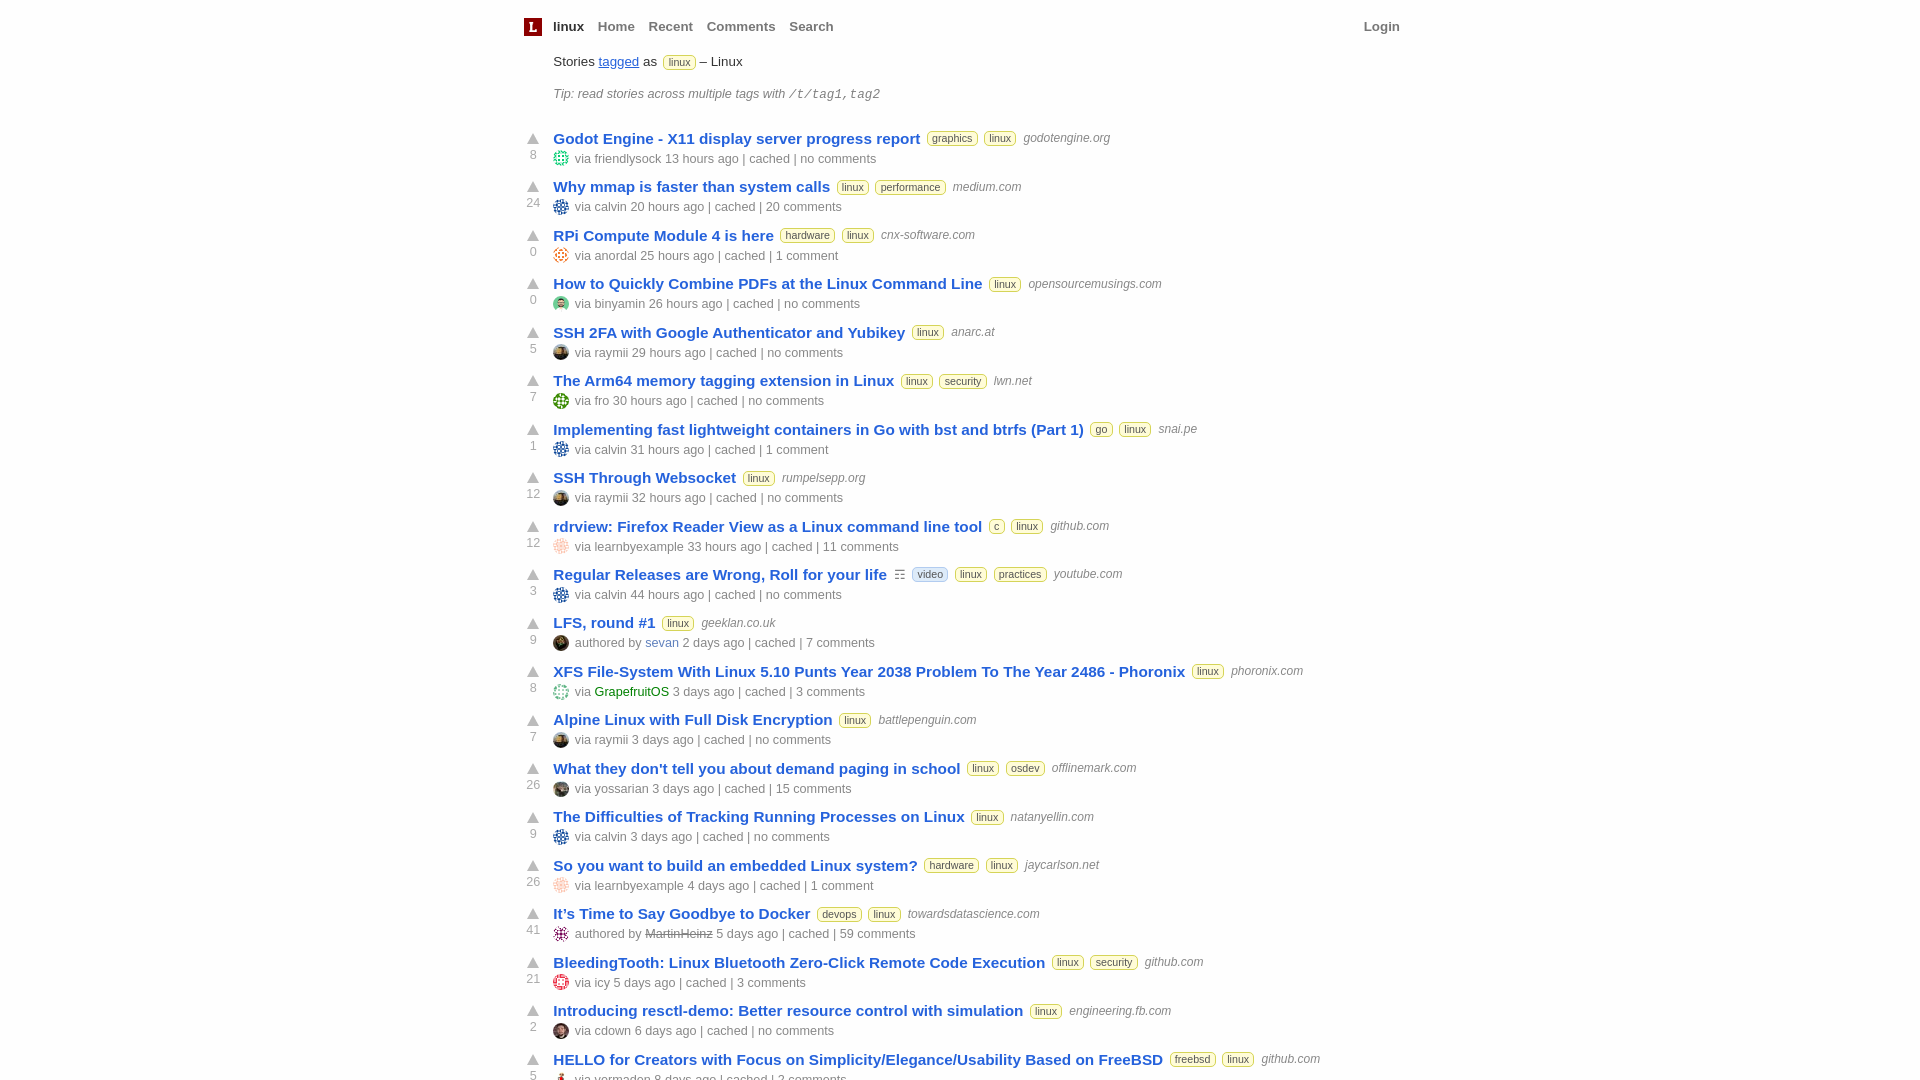 L linux Home Recent Comments Search Login
Stories tagged as linux – Linux
Tip: read stories across multiple tags with /t/tag1,tag2
Godot Engine - X11 display server progress report graphics linux godotengine.org
8 via friendlysock 13 hours ago | cached | no comments
Why mmap is faster than system calls linux performance medium.com
24 via calvin 20 hours ago | cached | 20 comments
RPi Compute Module 4 is here hardware linux cnx-software.com
0 via anordal 25 hours ago | cached | 1 comment
How to Quickly Combine PDFs at the Linux Command Line linux opensourcemusings.com
0 via binyamin 26 hours ago | cached | no comments
SSH 2FA with Google Authenticator and Yubikey linux anarc.at
5 via raymii 29 hours ago | cached | no comments
The Arm64 memory tagging extension in Linux linux security lwn.net
7 via fro 30 hours ago | cached | no comments
Implementing fast lightweight containers in Go with bst and btrfs (Part 1) go linux snai.pe
1 via calvin 31 hours ago | cached | 1 comment
SSH Through Websocket linux rumpelsepp.org
12 via raymii 32 hours ago | cached | no comments
rdrview: Firefox Reader View as a Linux command line tool c linux github.com
12 via learnbyexample 33 hours ago | cached | 11 comments
Regular Releases are Wrong, Roll for your life ☶ video linux practices youtube.com
3 via calvin 44 hours ago | cached | no comments
LFS, round #1 linux geeklan.co.uk
9 authored by sevan 2 days ago | cached | 7 comments
XFS File-System With Linux 5.10 Punts Year 2038 Problem To The Year 2486 - Phoronix linux phoronix.com
8 via GrapefruitOS 3 days ago | cached | 3 comments
Alpine Linux with Full Disk Encryption linux battlepenguin.com
7 via raymii 3 days ago | cached | no comments
What they don't tell you about demand paging in school linux osdev offlinemark.com
26 via yossarian 3 days ago | cached | 15 comments
The Difficulties of Tracking Running Processes on Linux linux natanyellin.com
9 via calvin 3 days ago | cached | no comments
So you want to build an embedded Linux system? hardware linux jaycarlson.net
26 via learnbyexample 4 days ago | cached | 1 comment
It’s Time to Say Goodbye to Docker devops linux towardsdatascience.com
41 authored by MartinHeinz 5 days ago | cached | 59 comments
BleedingTooth: Linux Bluetooth Zero-Click Remote Code Execution linux security github.com
21 via icy 5 days ago | cached | 3 comments
Introducing resctl-demo: Better resource control with simulation linux engineering.fb.com
2 via cdown 6 days ago | cached | no comments
HELLO for Creators with Focus on Simplicity/Elegance/Usability Based on FreeBSD freebsd linux github.com
5 via vermaden 8 days ago | cached | 2 comments